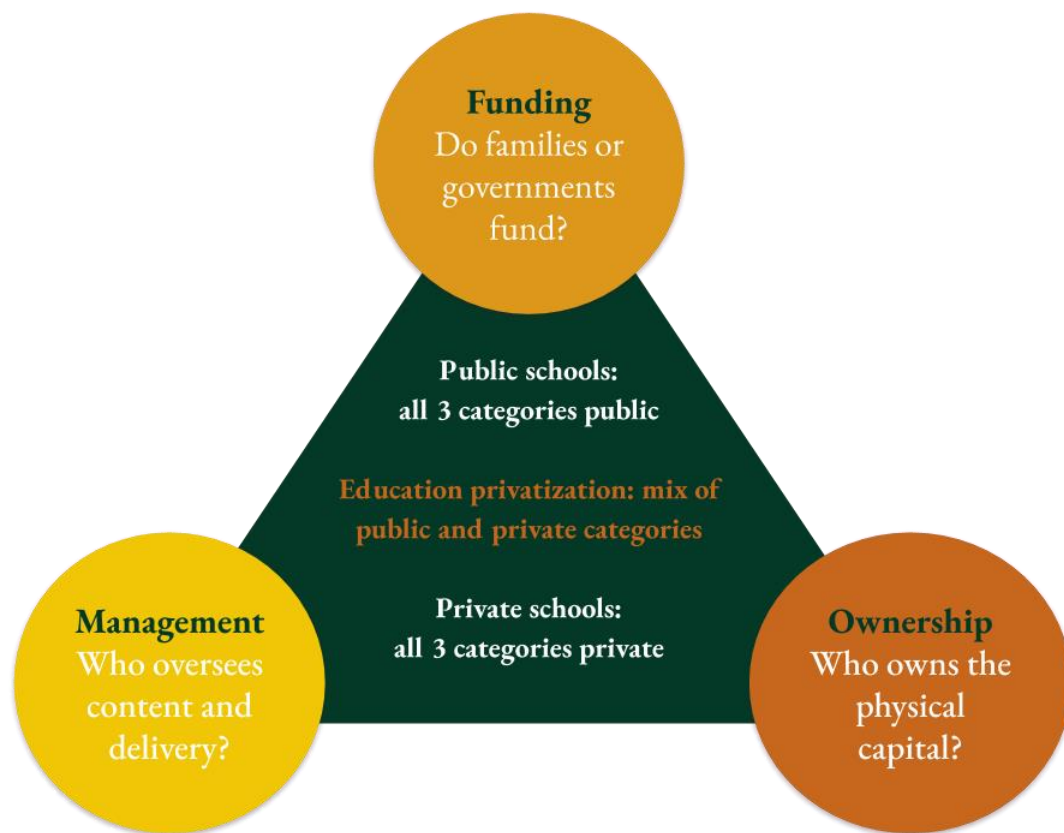 Funding
Do families or
governments
fund?
Public schools:
all 3 categories public
Education privatization: mix of
public and private categories
Private schools:
all 3 categories private
Management
Who oversees
content and
delivery?
Ownership
Who owns the
physical
capital?